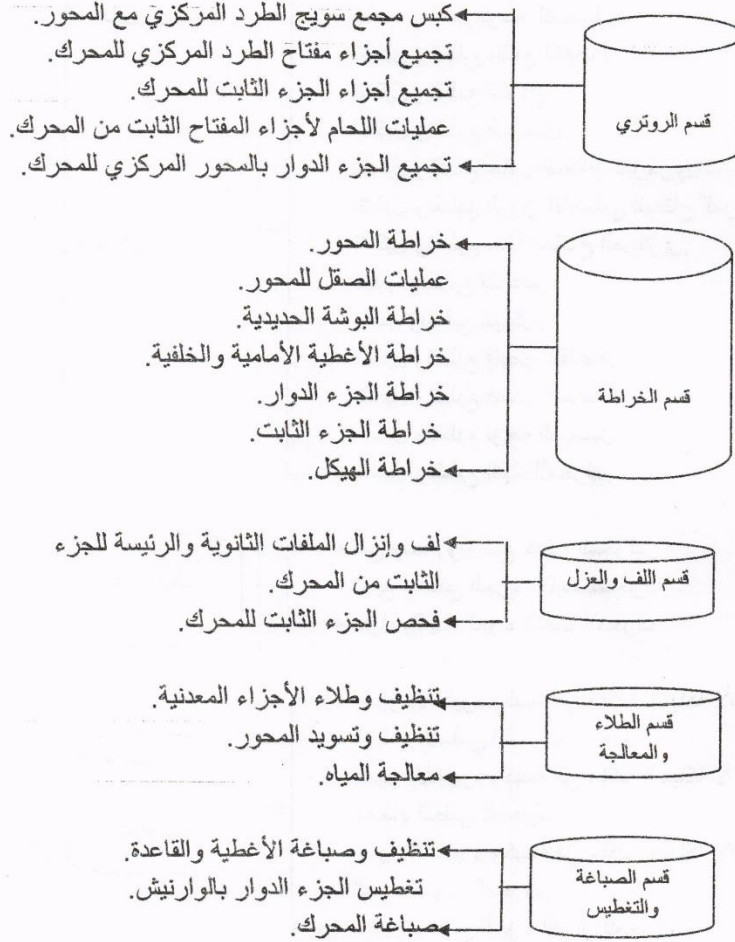 كبس مجمع سويج الطرد المركزي مع المحور.
تجميع أجزاء مفتاح الطرد المركزي للمحرك.
تجميع أجزاء الجزء الثابت للمحرك.
عمليات اللحام لأجزاء المفتاح الثابت من المحرك.
تجميع الجزء الدوار بالمحور المركزي للمحرك.
قسم الروتري
خراطة المحور.
عمليات الصقل للمحور.
خراطة البوشة الحديدية.
خراطة الأغطية الأمامية والخلفية.
خراطة الجزء الدوار.
خراطة الجزء الثابت.
خراطة الهيكل.
قسم الخراطة
لف وإنزال الملفات الثانوية والرئيسة للجزء
الثابت من المحرك.
فحص الجزء الثابت للمحرك.
قسم اللف والعزل
تنظيف وطلاء الأجزاء المعدنية.
تنظيف وتسويد المحور.
معالجة المياه.
قسم الطلاء
والمعالجة
تنظيف وصباغة الأغطية والقاعدة.
تغطيس الجزء الدوار بالوارنيش.
صباغة المحرك.
قسم الصباغة
والتغطيس